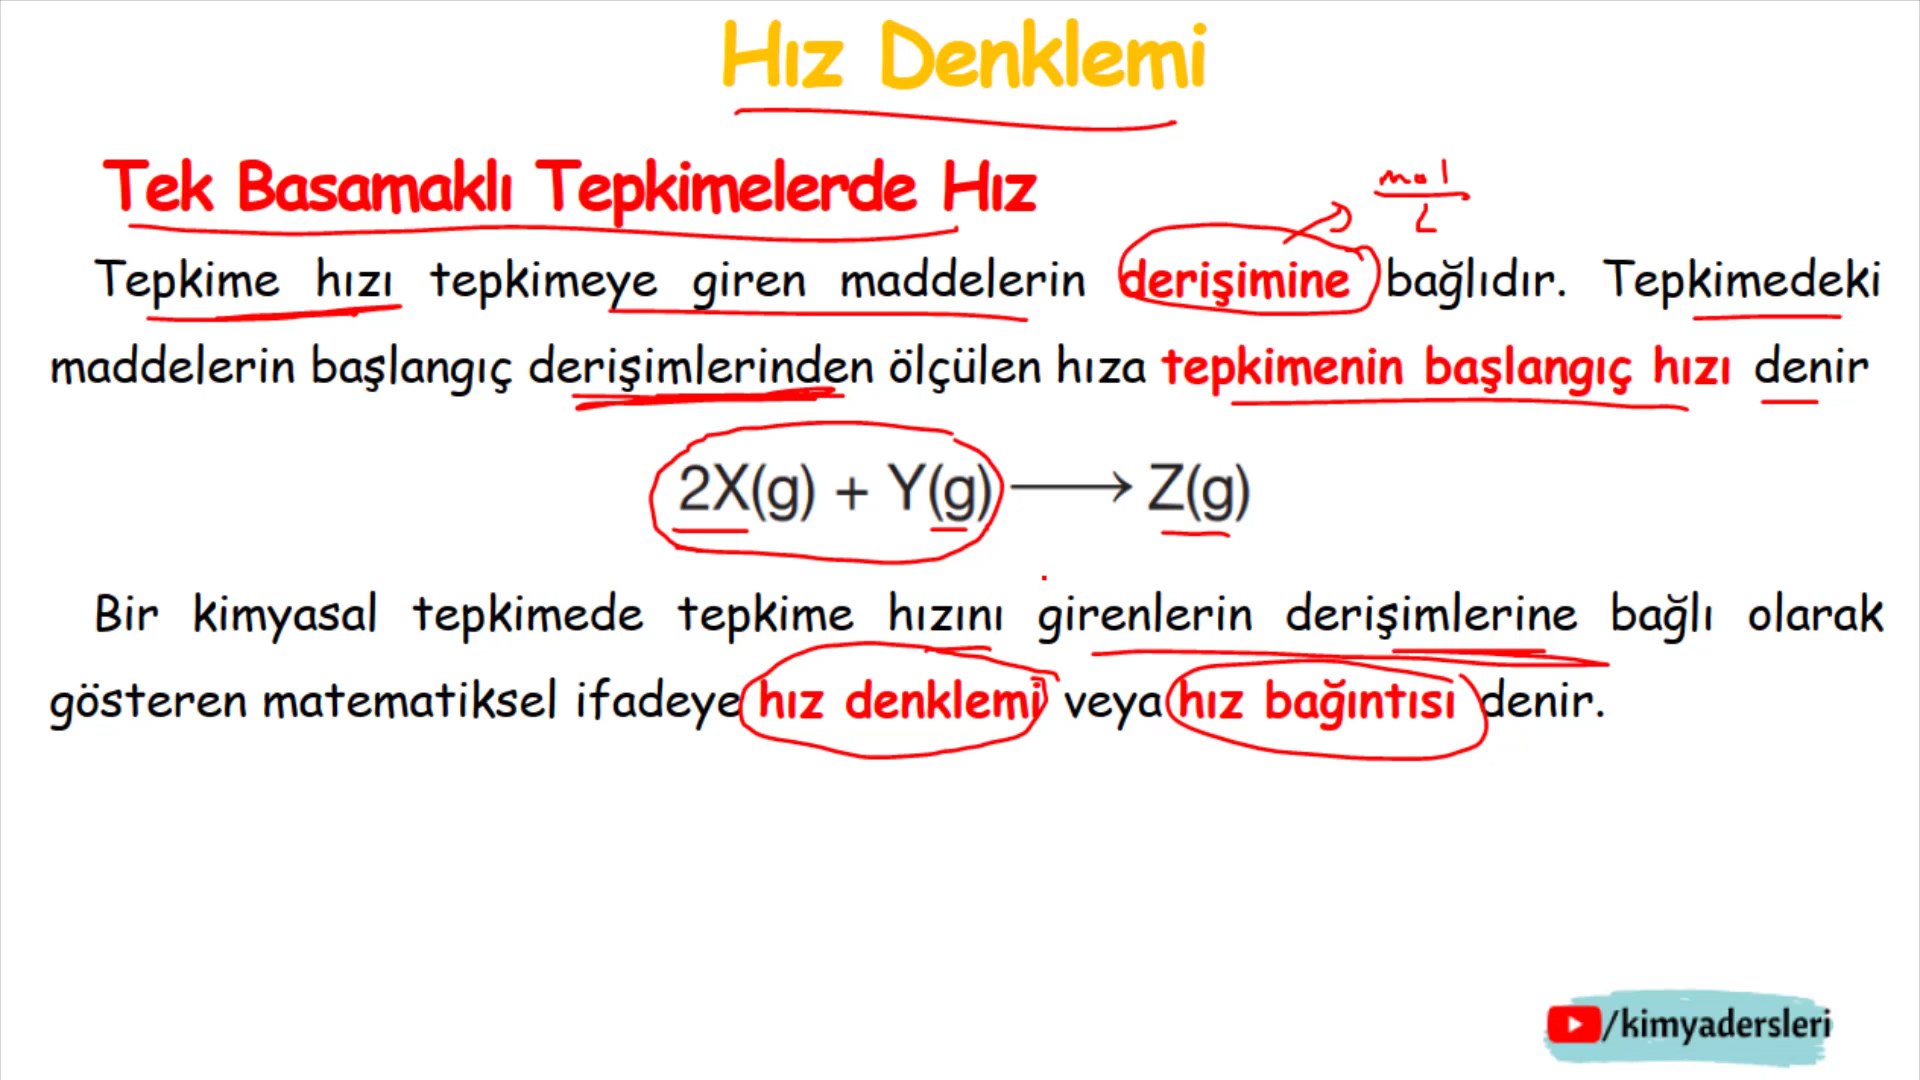 Hız Denklemi
Tek Basamaklı Tepkimelerde Hız
mol
L
Tepkime hızı tepkimeye giren maddelerin derişimine bağlıdır. Tepkimedeki
maddelerin başlangıç derişimlerinden ölçülen hıza tepkimenin başlangıç hızı denir
2X(g) + Y(g) ⟶ Z(g)
Bir kimyasal tepkimede tepkime hızını girenlerin derişimlerine bağlı olarak
gösteren matematiksel ifadeye hız denklemi veya hız bağıntısı denir.
/kimyadersleri